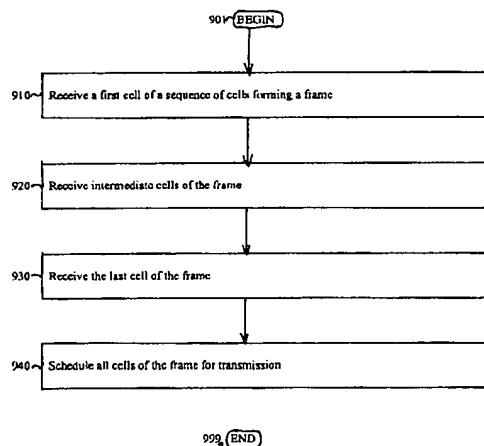 901 BEGIN
910 Receive a first cell of a sequence of cells forming a frame
920 Receive intermediate cells of the frame
930 Receive the last cell of the frame
940 Schedule all cells of the frame for transmission
999 END